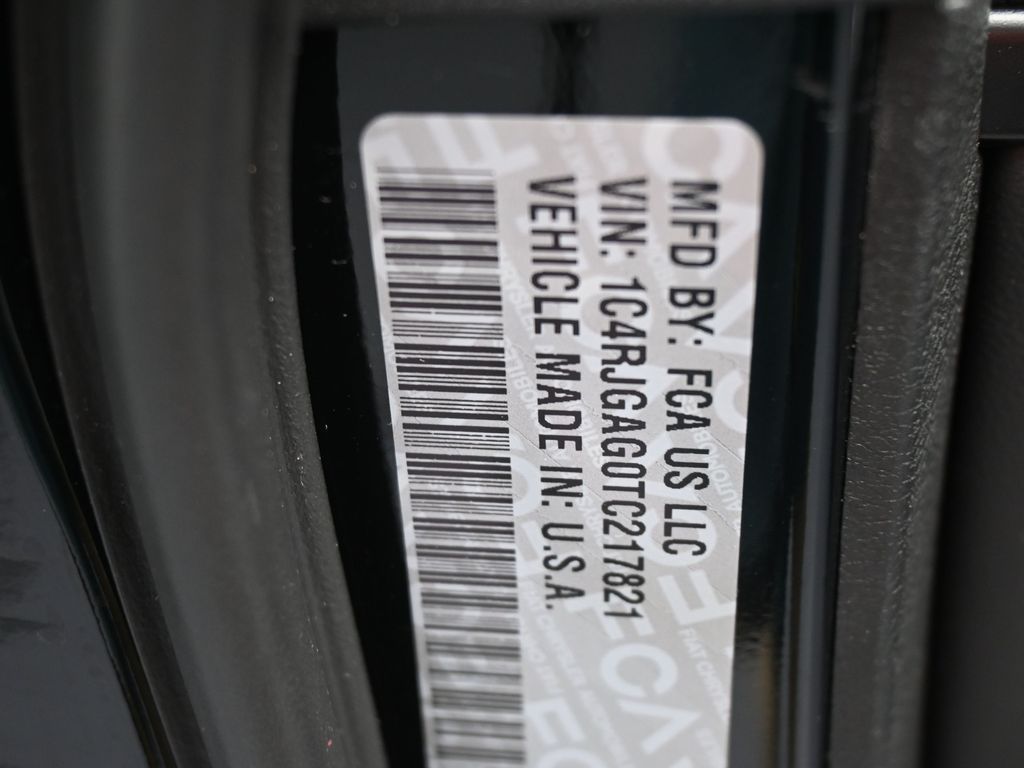 MFD BY: FCA US LLC
VIN: 1C4RJGAG0TC217821
VEHICLE MADE IN: U.S.A.